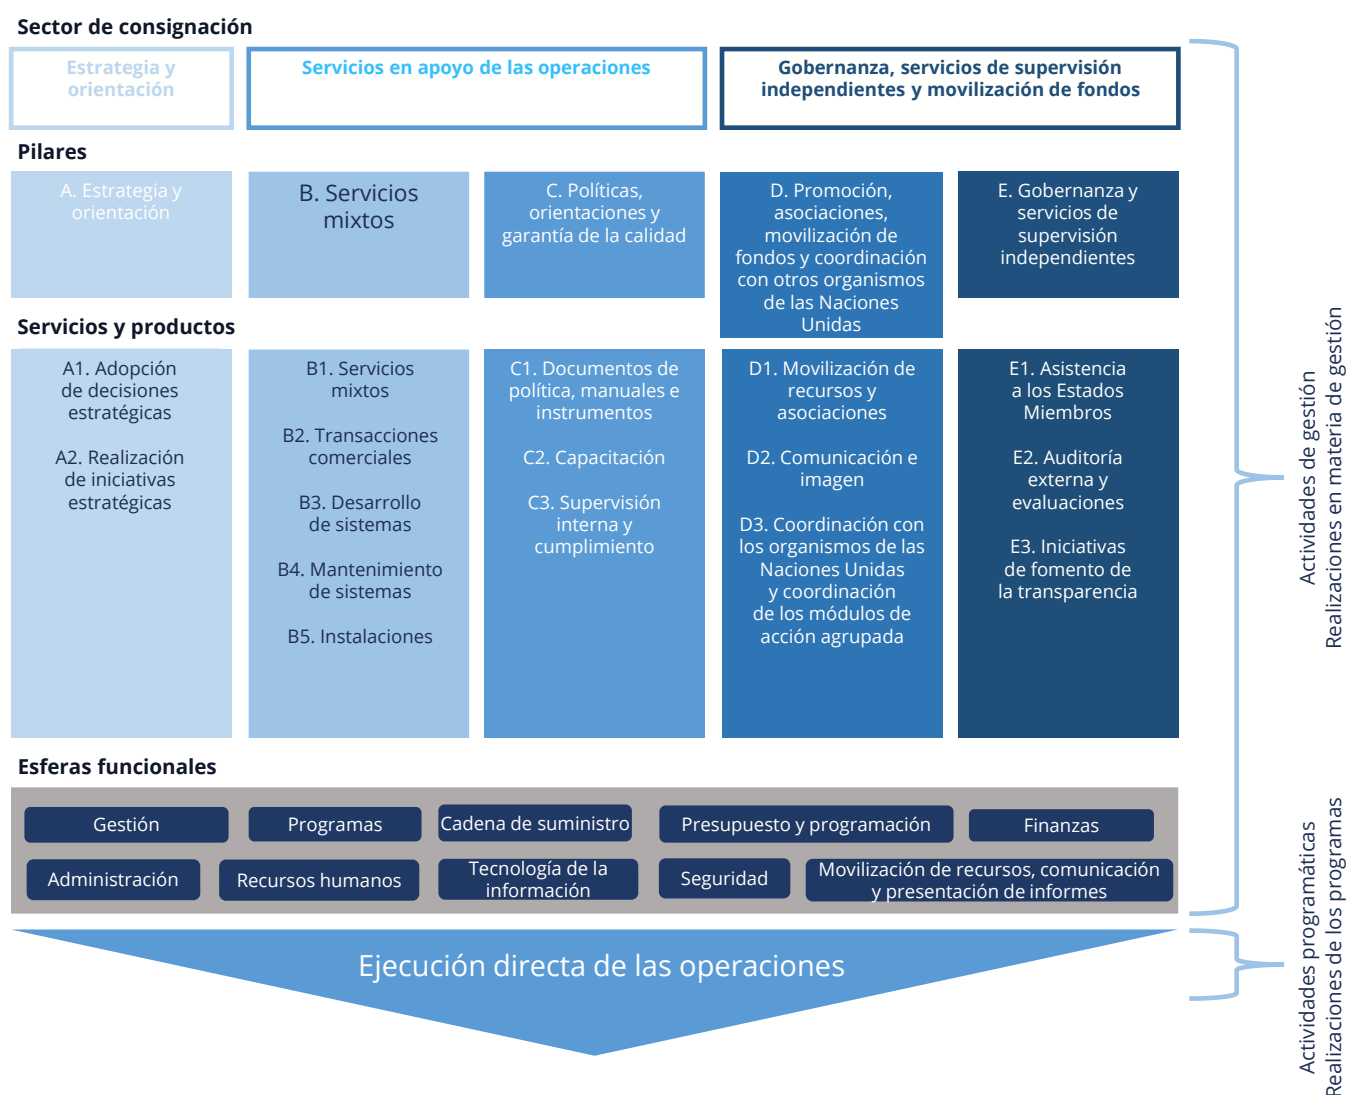 Sector de consignación
Estrategia y
orientación
Servicios en apoyo de las operaciones
Gobernanza, servicios de supervisión
independientes y movilización de fondos
Pilares
A. Estrategia y
orientación
B. Servicios
mixtos
C. Políticas,
orientaciones y
garantía de la calidad
D. Promoción,
asociaciones,
movilización de
fondos y coordinación
con otros organismos
de las Naciones
Unidas
E. Gobernanza y
servicios de
supervisión
independientes
Servicios y productos
A1. Adopción
de decisiones
estratégicas
A2. Realización
de iniciativas
estratégicas
B1. Servicios
mixtos
B2. Transacciones
comerciales
B3. Desarrollo
de sistemas
B4. Mantenimiento
de sistemas
B5. Instalaciones
C1. Documentos de
política, manuales e
instrumentos
C2. Capacitación
C3. Supervisión
interna y
cumplimiento
D1. Movilización de
recursos y
asociaciones
D2. Comunicación e
imagen
D3. Coordinación con
los organismos de las
Naciones Unidas
y coordinación
de los módulos de
acción agrupada
E1. Asistencia
a los Estados
Miembros
E2. Auditoría
externa y
evaluaciones
E3. Iniciativas
de fomento de
la transparencia
Esferas funcionales
Gestión
Programas
Cadena de suministro
Presupuesto y programación
Finanzas
Administración
Recursos humanos
Tecnología de la
información
Seguridad
Movilización de recursos, comunicación
y presentación de informes
Ejecución directa de las operaciones
Actividades de gestión
Realizaciones en materia de gestión
Actividades programáticas
Realizaciones de los programas